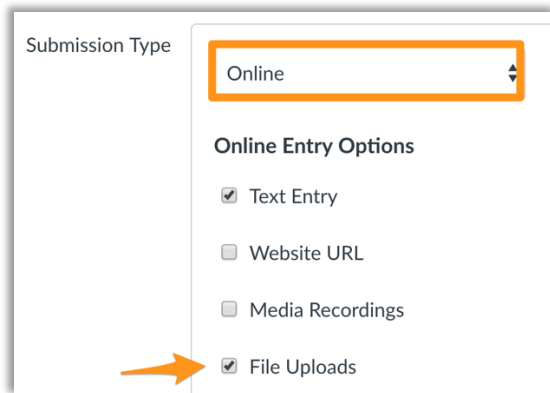 Submission Type
Online
Online Entry Options
Text Entry
Website URL
Media Recordings
File Uploads